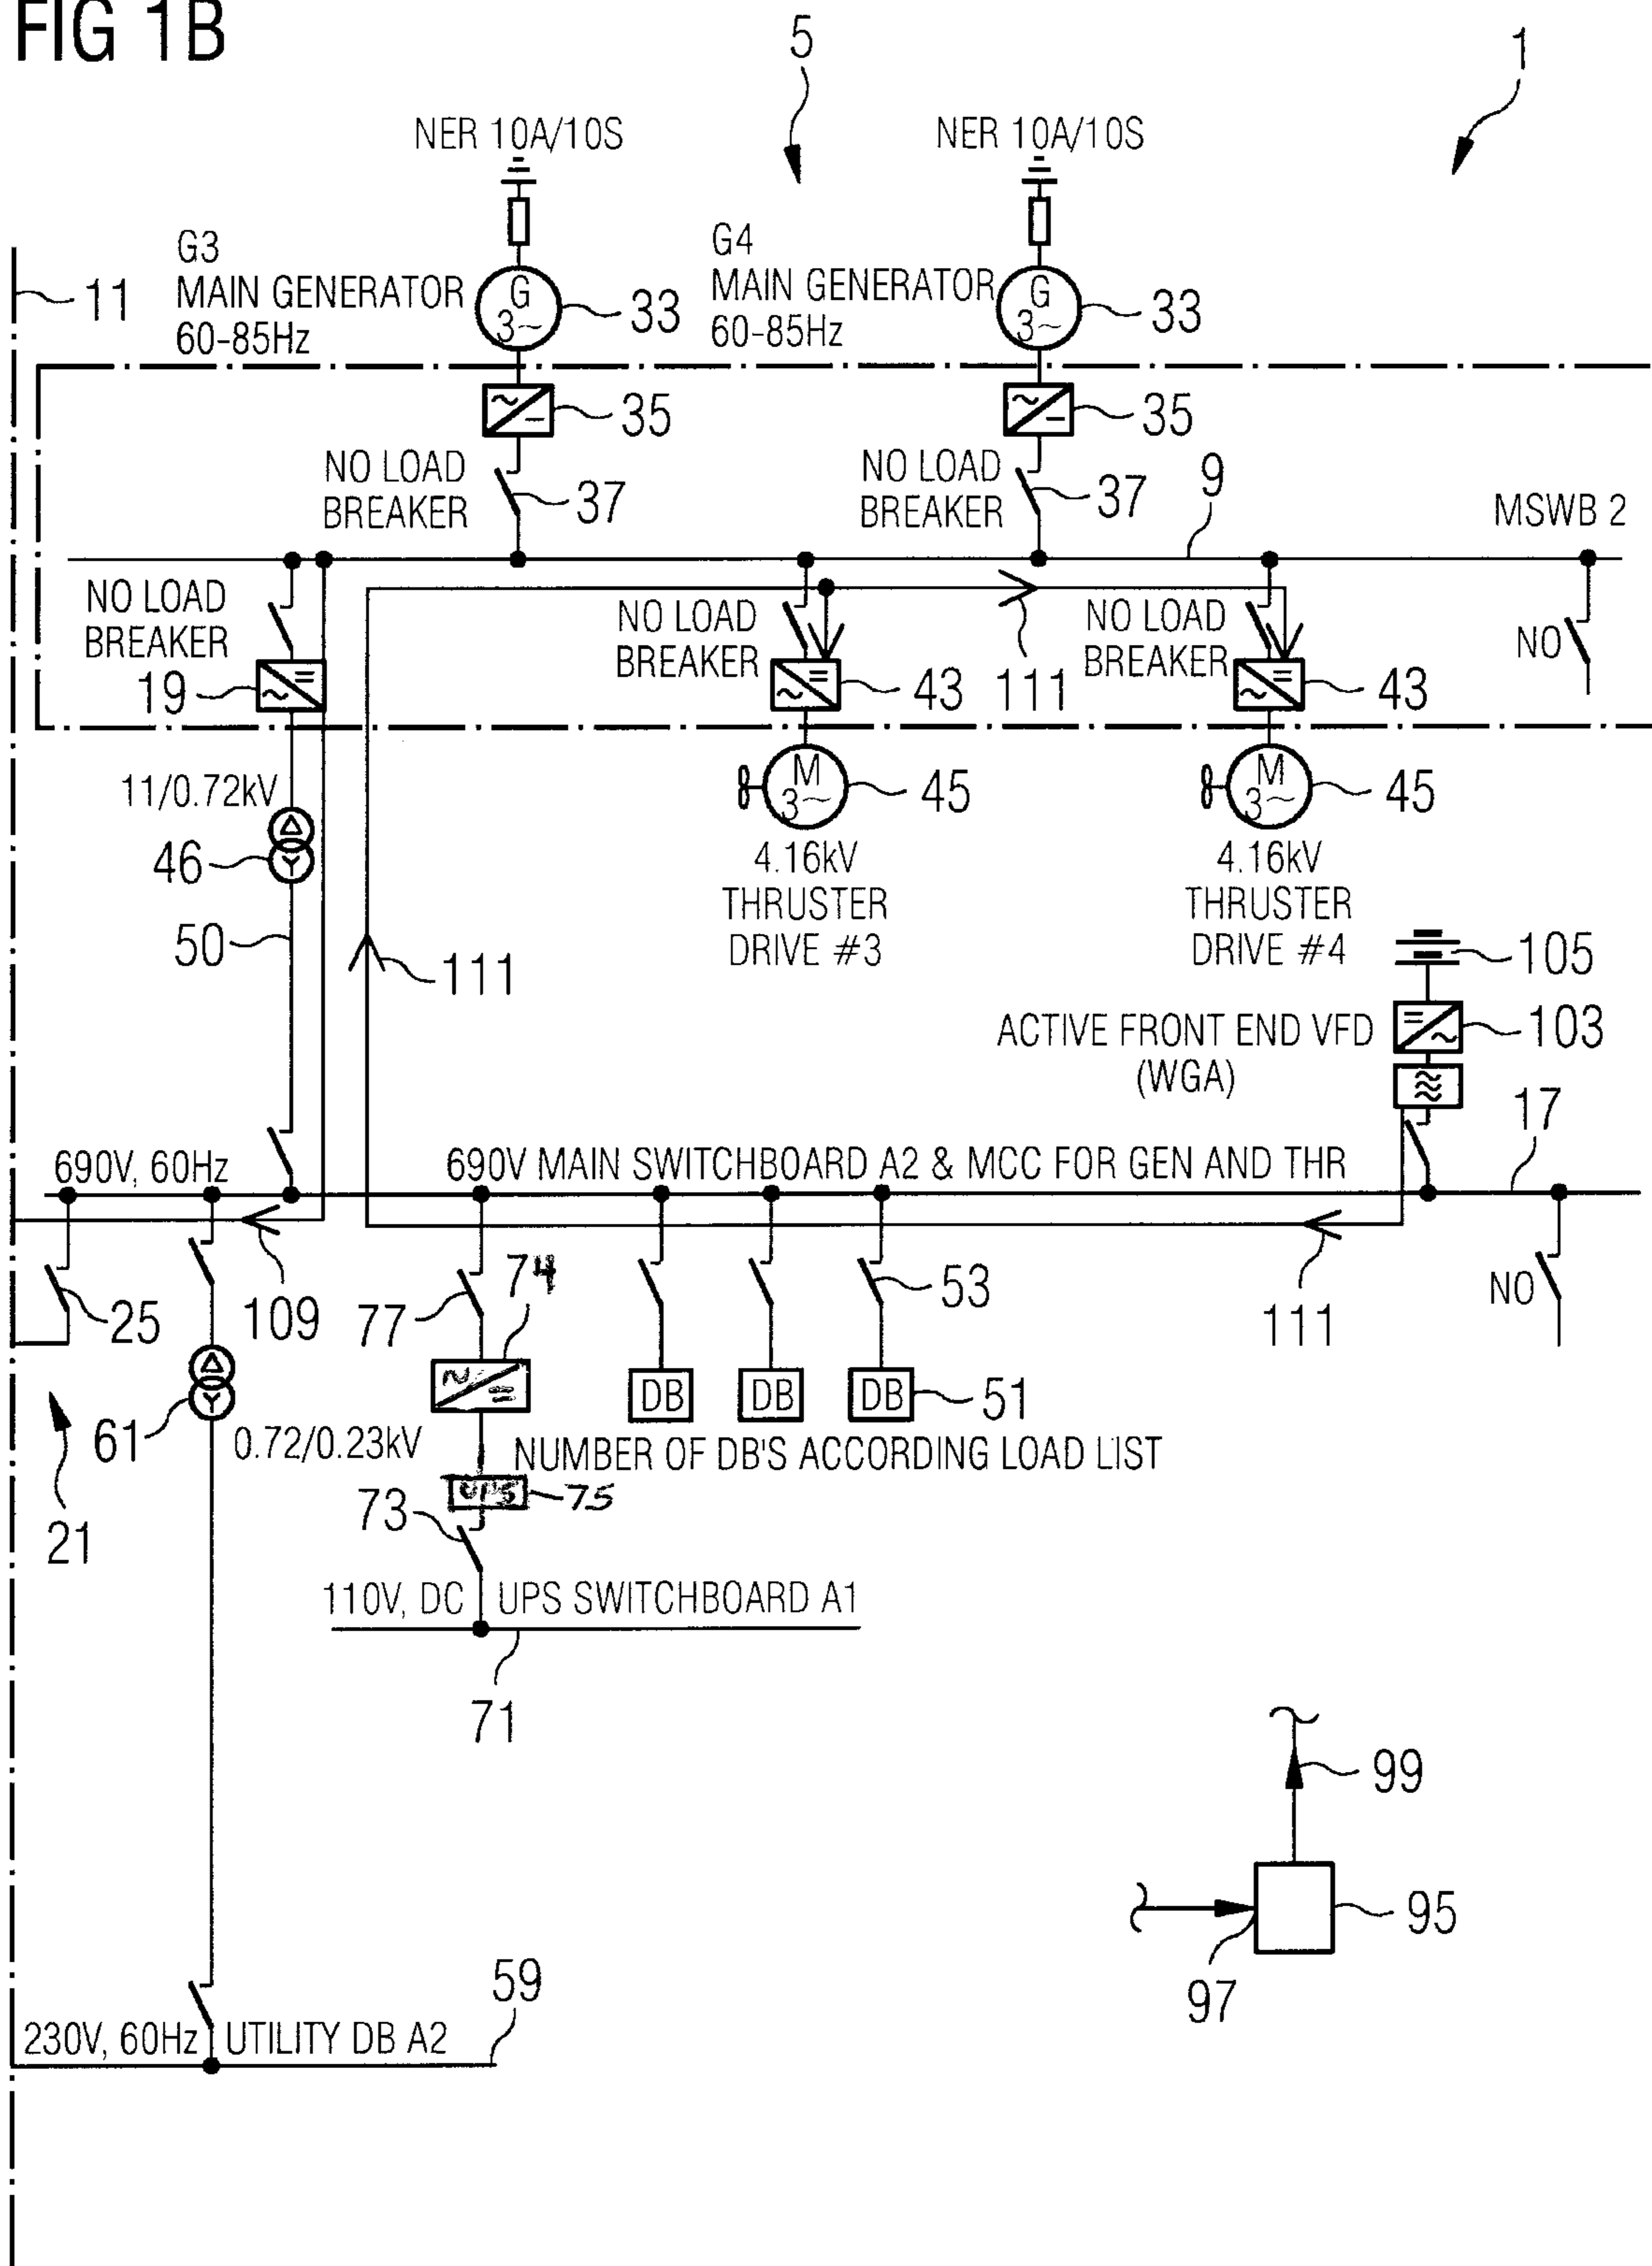 FIG 1B
5
1
NER 10A/10S
NER 10A/10S
G3
MAIN GENERATOR
60-85Hz
G
3~
33
G4
MAIN GENERATOR
60-85Hz
G
3~
33
11
35
35
NO LOAD
BREAKER
37
NO LOAD
BREAKER
37
9
MSWB 2
NO LOAD
BREAKER
19
NO LOAD
BREAKER
43
111
NO LOAD
BREAKER
43
NO
11/0.72kV
46
M
3~
45
M
3~
45
4.16kV
THRUSTER
DRIVE #3
4.16kV
THRUSTER
DRIVE #4
50
111
105
ACTIVE FRONT END VFD
(WGA)
103
17
690V, 60Hz
690V MAIN SWITCHBOARD A2 & MCC FOR GEN AND THR
25
109
77
74
53
111
NO
DB
DB
DB
51
61
0.72/0.23kV
NUMBER OF DB'S ACCORDING LOAD LIST
21
UPS
75
73
110V, DC
UPS SWITCHBOARD A1
71
99
95
97
59
230V, 60Hz
UTILITY DB A2